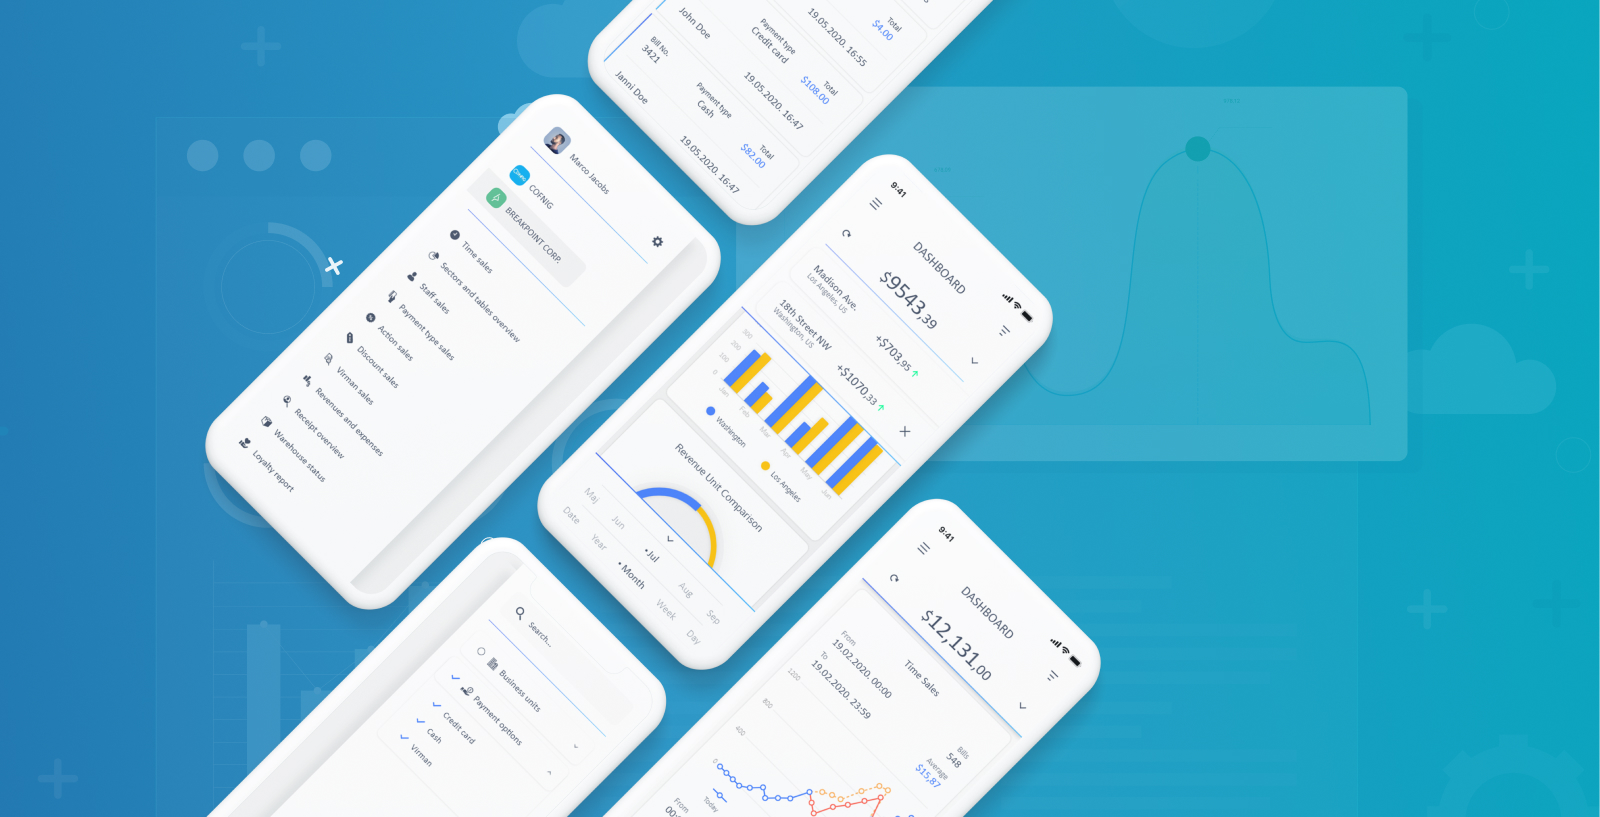 John Doe
Payment type
Credit card
19.05.2020. 16:55
Total
$4.00
Bill No.
3421
Janni Doe
Payment type
Cash
19.05.2020. 16:47
Total
$108.00
19.05.2020. 16:47
Total
$82.00
Marco Jacobs
COFNIG
BREAKPOINT CORP.
Time sales
Sectors and tables overview
Staff sales
Payment type sales
Action sales
Discount sales
Virman sales
Revenues and expenses
Receipt overview
Warehouse status
Loyalty report
9:41
DASHBOARD
$9543,39
Madison Ave.
Los Angeles, US
+$703,95
18th Street NW
Washington, US
+$1070,33
300
200
100
0
Jan
Feb
Mar
Apr
May
Jun
Washington
Los Angeles
Revenue Unit Comparison
Maj
Jun
•Jul
Aug
Sep
Date
Year
•Month
Week
Day
Search...
Business units
Payment options
Credit card
Cash
Virman
9:41
DASHBOARD
$12,131,00
Time Sales
From
19.02.2020. 00:00
To
19.02.2020. 23:59
Bills
548
Average
$15,87
1200
800
400
0
Today
From